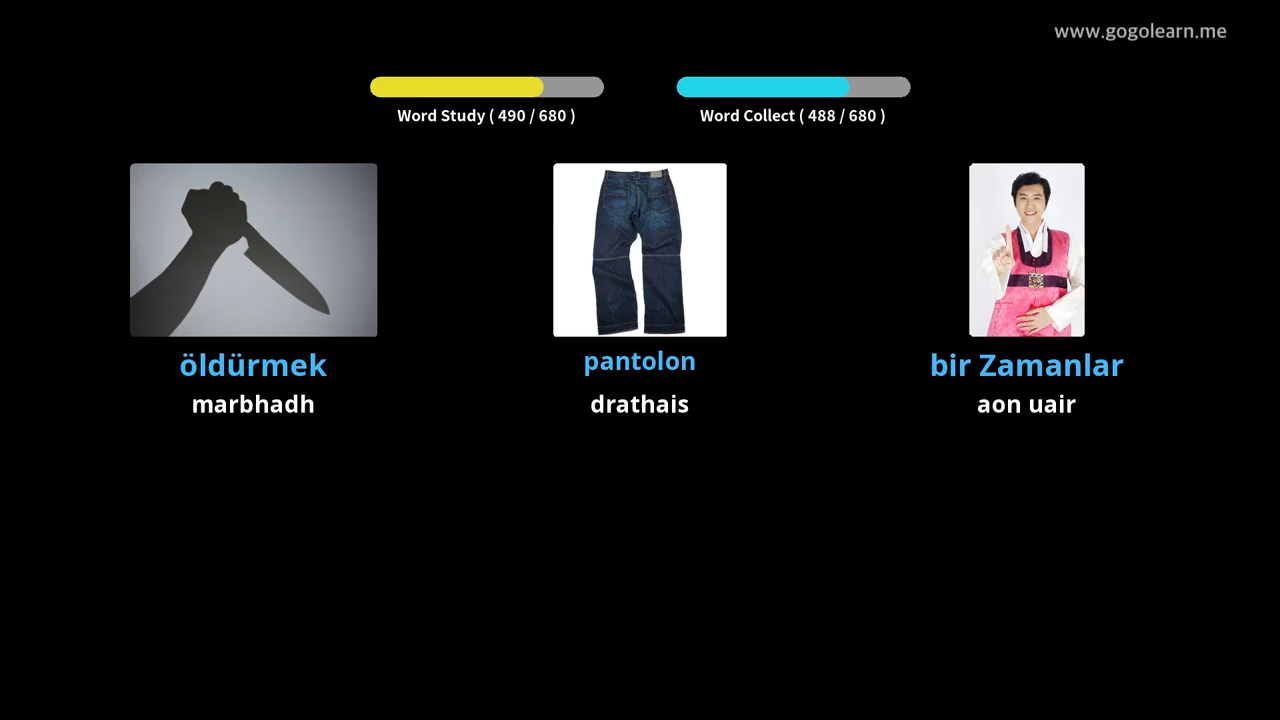 www.gogolearn.me
Word Study ( 490 / 680 )
Word Collect ( 488 / 680 )
öldürmek
marbhadh
pantolon
drathais
bir Zamanlar
aon uair